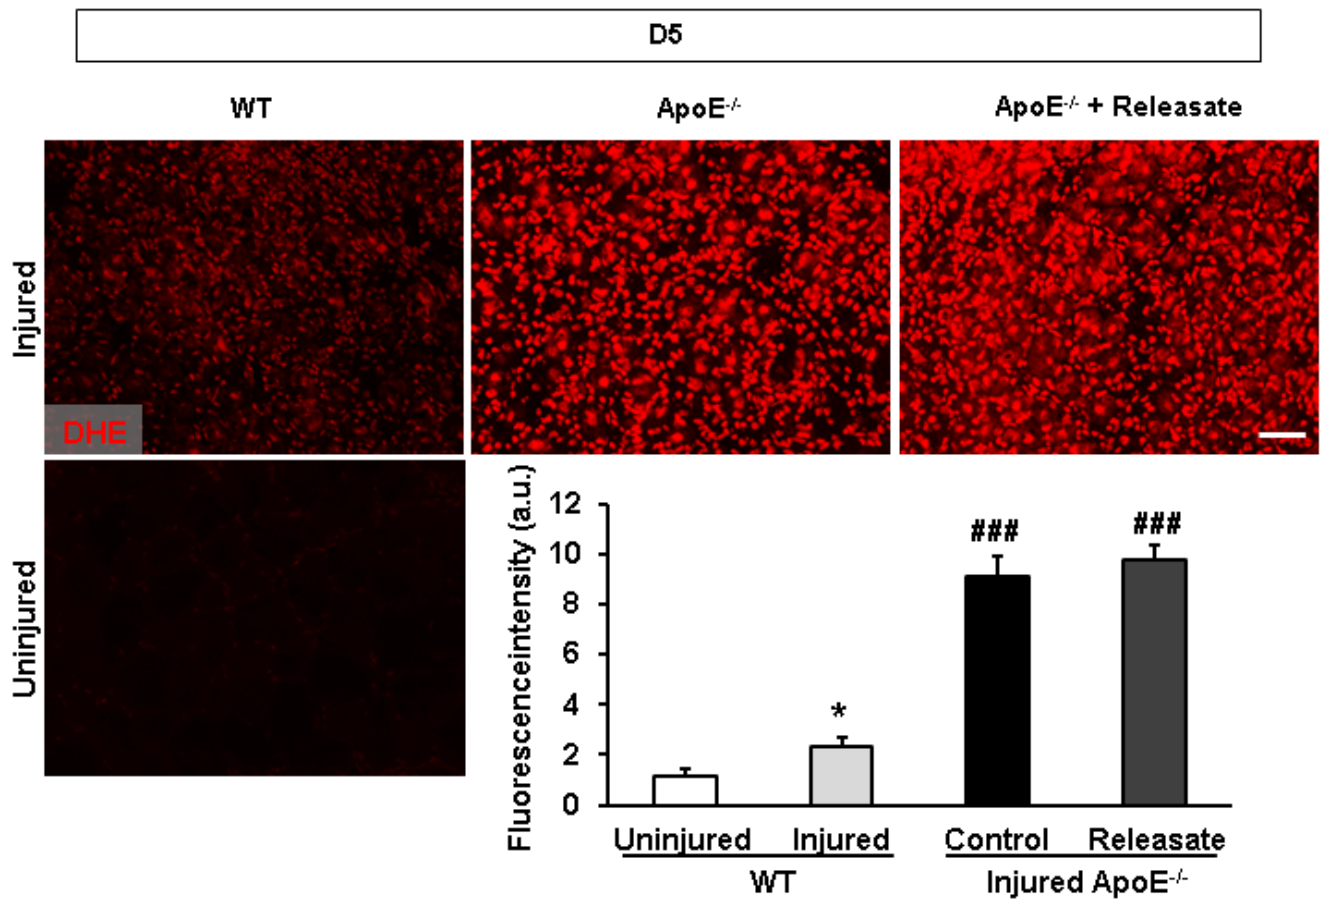 D5
WT
ApoE-/-
ApoE-/- + Releasate
Injured
DHE
Uninjured
Fluorescenceintensity (a.u.)
12
10
8
6
4
2
0
*
###
###
Uninjured
Injured
Control
Releasate
WT
Injured ApoE-/-